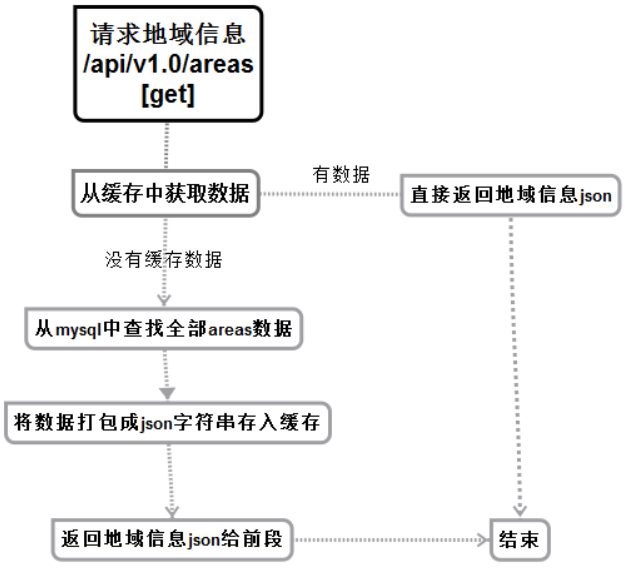 请求地域信息
/api/v1.0/areas
[get]
有数据
从缓存中获取数据
直接返回地域信息json
没有缓存数据
从mysql中查找全部areas数据
将数据打包成json字符串存入缓存
返回地域信息json给前段
结束